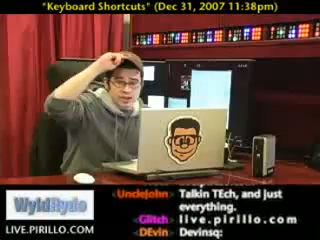 "Keyboard Shortcuts" (Dec 31, 2007 11:38pm)
WyldRyde
LIVE.PIRILLO.COM
<UncleJohn> Talkin TEch, and just
everything.
<Glitch> live.pirillo.com
<DEvin> Devinsq: